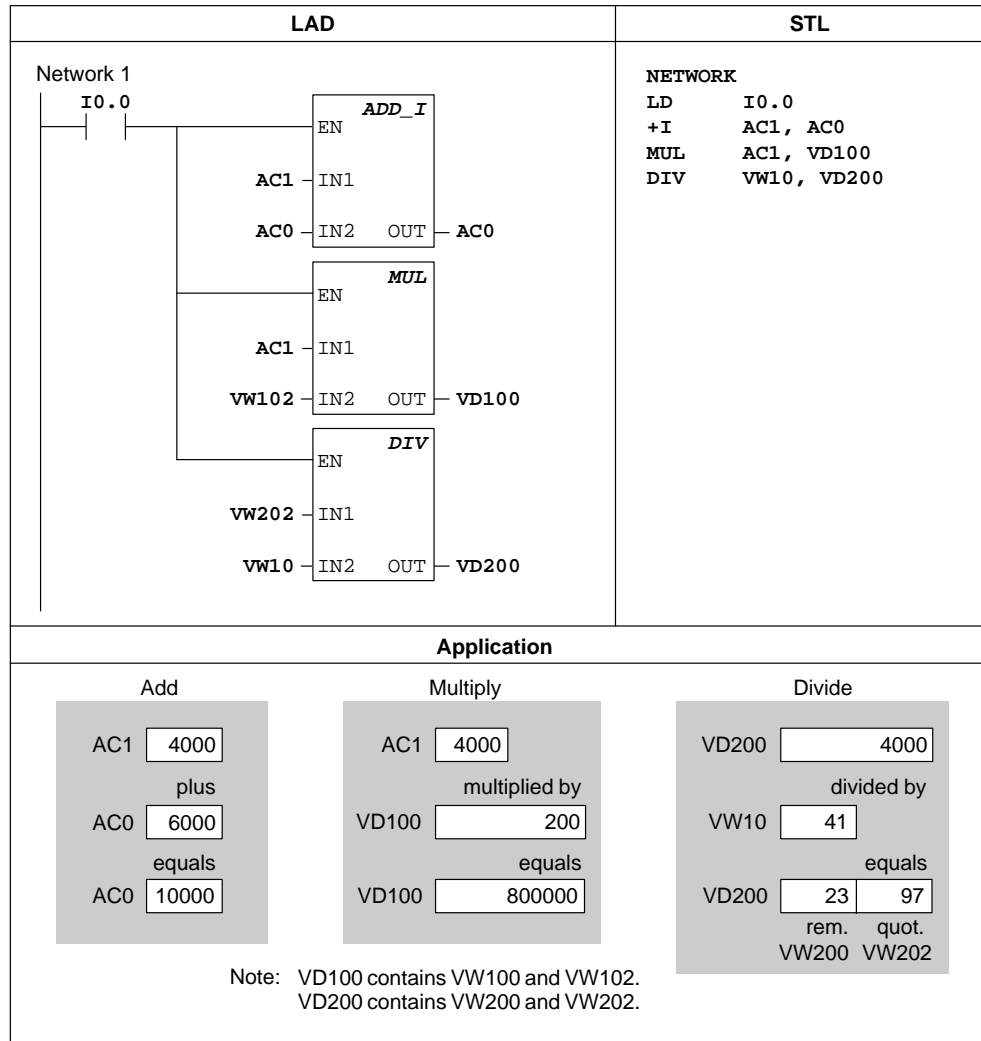 LAD STL
Network 1
I0.0
ADD_I
EN
AC1 IN1
AC0 IN2 OUT AC0
MUL
EN
AC1 IN1
VW102 IN2 OUT VD100
DIV
EN
VW202 IN1
VW10 IN2 OUT VD200
NETWORK
LD I0.0
+I AC1, AC0
MUL AC1, VD100
DIV VW10, VD200
Application
Add
AC1 4000
plus
AC0 6000
equals
AC0 10000
Multiply
AC1 4000
multiplied by
VD100 200
equals
VD100 800000
Divide
VD200 4000
divided by
VW10 41
equals
VD200 23 97
rem. quot.
VW200 VW202
Note: VD100 contains VW100 and VW102.
VD200 contains VW200 and VW202.